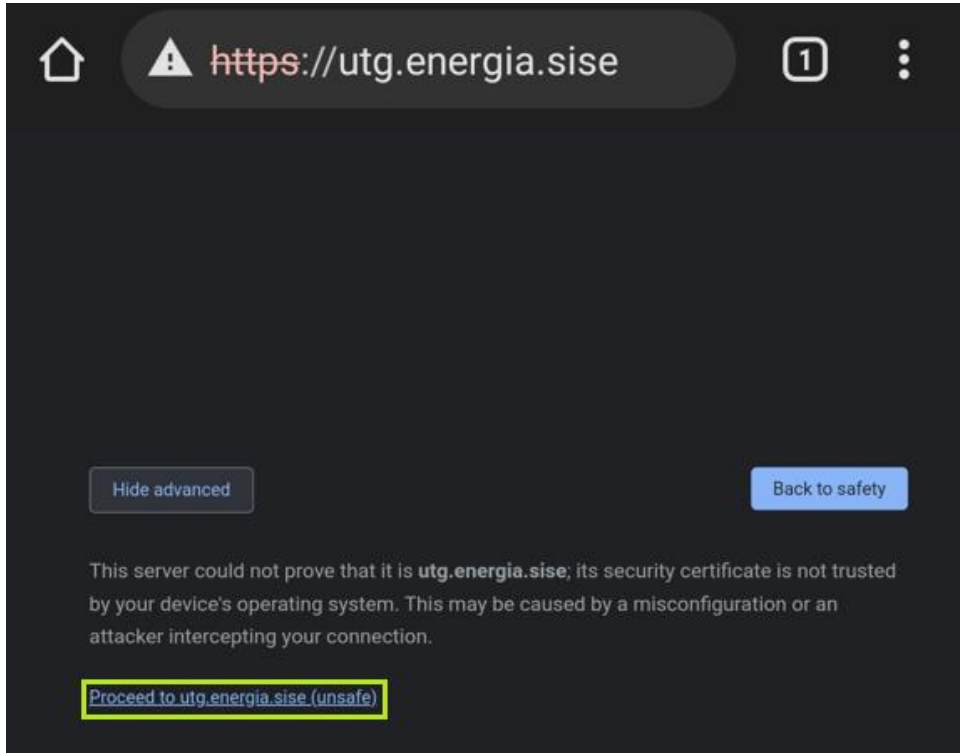 https://utg.energia.sise
1
Hide advanced
Back to safety
This server could not prove that it is utg.energia.sise; its security certificate is not trusted
by your device's operating system. This may be caused by a misconfiguration or an
attacker intercepting your connection.
Proceed to utg.energia.sise (unsafe)